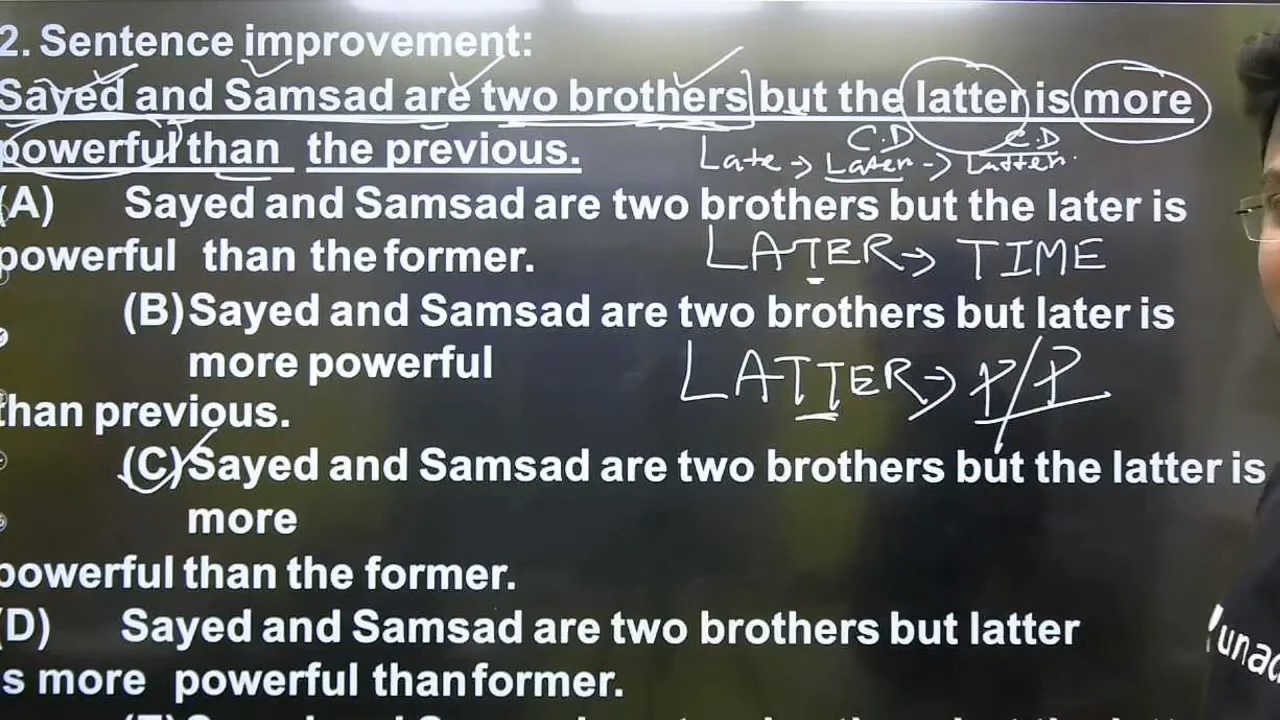 2. Sentence improvement:
Sayed and Samsad are two brothers but the latter is more
powerful than the previous.
C.D C.D
Late → Later → Latter.
(A) Sayed and Samsad are two brothers but the later is
powerful than the former.
LATER → TIME
(B) Sayed and Samsad are two brothers but later is
more powerful
LATTER → P/P
than previous.
(C) Sayed and Samsad are two brothers but the latter is
more
powerful than the former.
(D) Sayed and Samsad are two brothers but latter
s more powerful than former.
unac